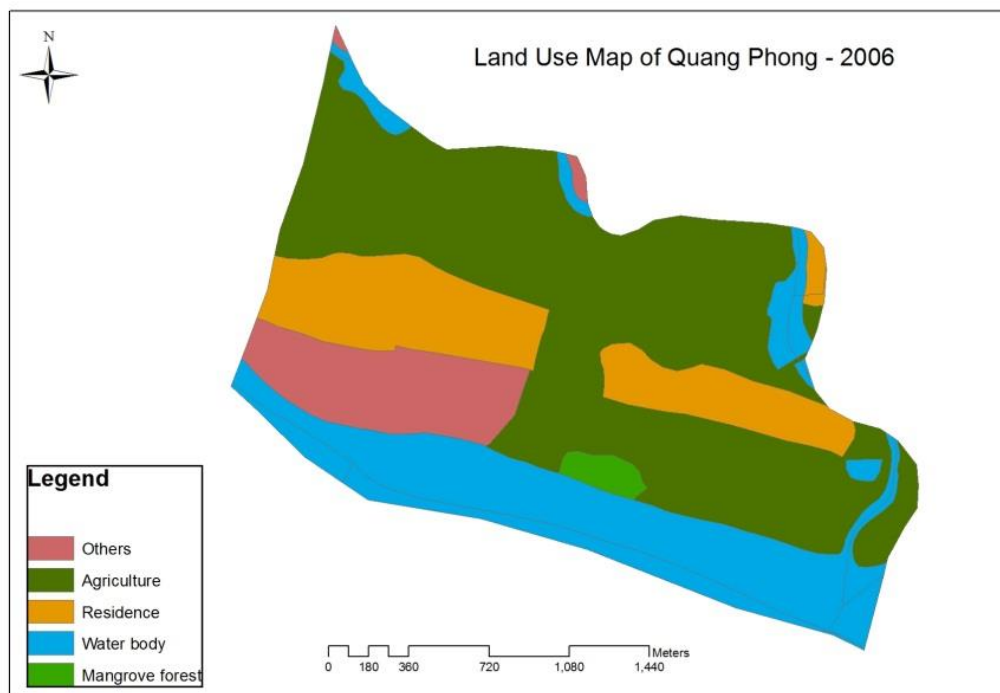 N
Land Use Map of Quang Phong - 2006
Legend
Others
Agriculture
Residence
Water body
Mangrove forest
Meters
0 180 360 720 1,080 1,440